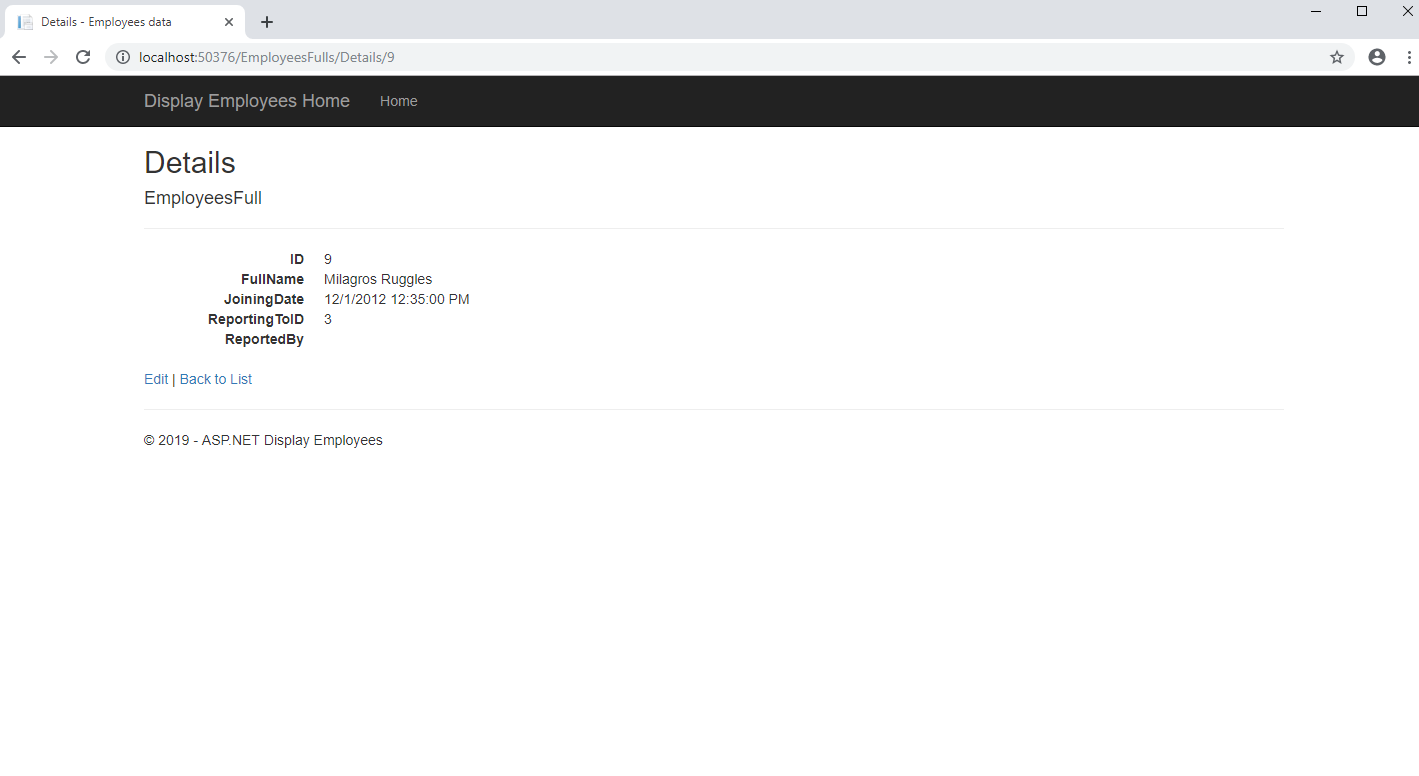 Details - Employees data
localhost:50376/EmployeesFulls/Details/9
Display Employees Home Home
Details
EmployeesFull
ID 9
FullName Milagros Ruggles
JoiningDate 12/1/2012 12:35:00 PM
ReportingToID 3
ReportedBy
Edit | Back to List
© 2019 - ASP.NET Display Employees